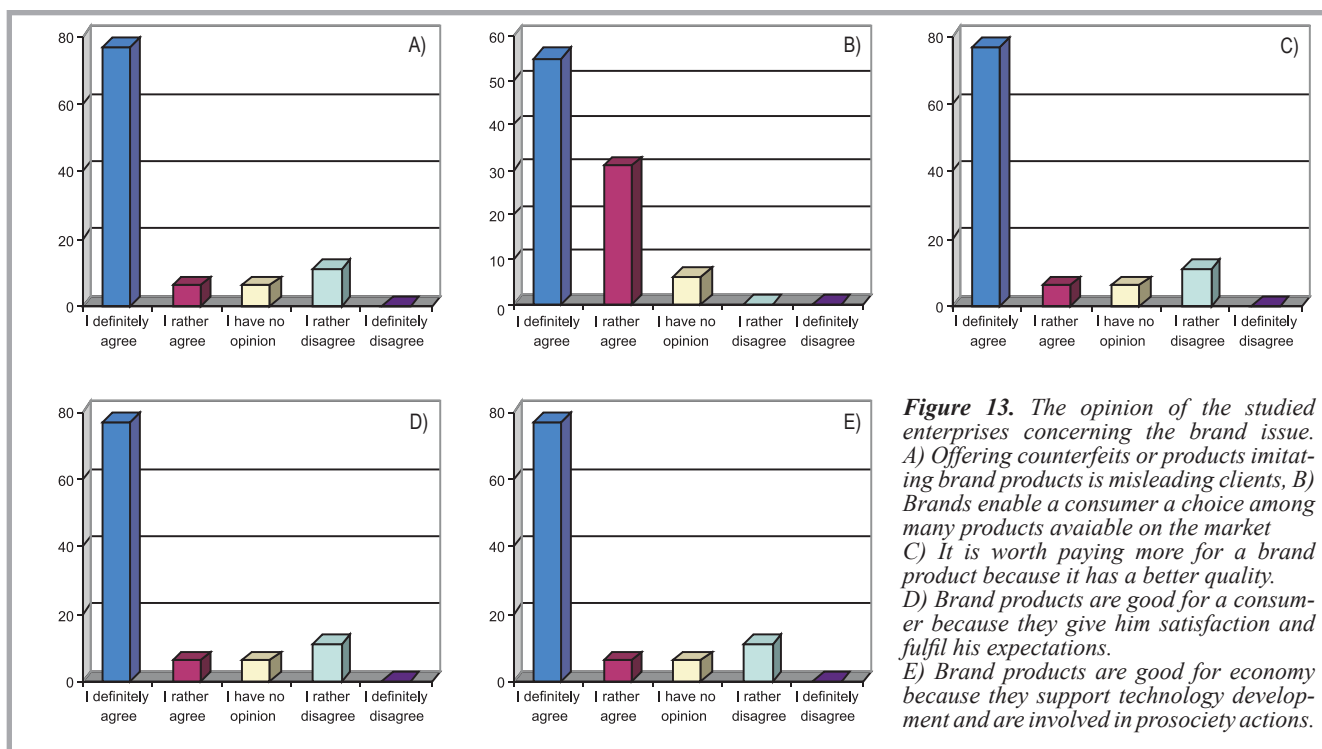 A)
80
60
40
20
0
I definitely agree
I rather agree
I have no opinion
I rather disagree
I definitely disagree
B)
60
50
40
30
20
10
0
I definitely agree
I rather agree
I have no opinion
I rather disagree
I definitely disagree
C)
80
60
40
20
0
I definitely agree
I rather agree
I have no opinion
I rather disagree
I definitely disagree
D)
80
60
40
20
0
I definitely agree
I rather agree
I have no opinion
I rather disagree
I definitely disagree
E)
80
60
40
20
0
I definitely agree
I rather agree
I have no opinion
I rather disagree
I definitely disagree
Figure 13. The opinion of the studied
enterprises concerning the brand issue.
A) Offering counterfeits or products imitat-
ing brand products is misleading clients, B)
Brands enable a consumer a choice among
many products avaiable on the market
C) It is worth paying more for a brand
product because it has a better quality.
D) Brand products are good for a consum-
er because they give him satisfaction and
fulfil his expectations.
E) Brand products are good for economy
because they support technology develop-
ment and are involved in prosociety actions.